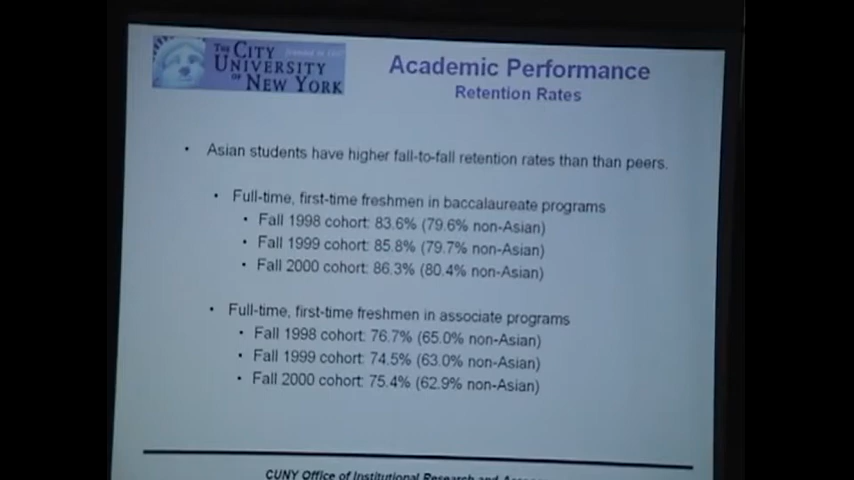 THE CITY
UNIVERSITY
OF NEW YORK
Academic Performance
Retention Rates
• Asian students have higher fall-to-fall retention rates than than peers.
• Full-time, first-time freshmen in baccalaureate programs
• Fall 1998 cohort: 83.6% (79.6% non-Asian)
• Fall 1999 cohort: 85.8% (79.7% non-Asian)
• Fall 2000 cohort: 86.3% (80.4% non-Asian)
• Full-time, first-time freshmen in associate programs
• Fall 1998 cohort: 76.7% (65.0% non-Asian)
• Fall 1999 cohort: 74.5% (63.0% non-Asian)
• Fall 2000 cohort: 75.4% (62.9% non-Asian)
CUNY Office of Institutional Research and